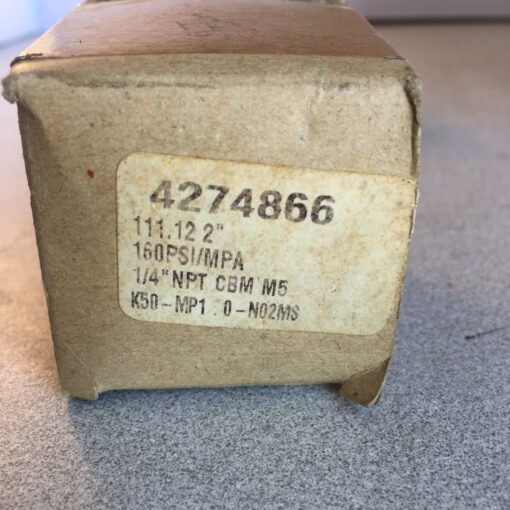 4274866
111.12 2"
160PSI/MPA
1/4" NPT CBM M5
K50-MP1 . 0-N02MS